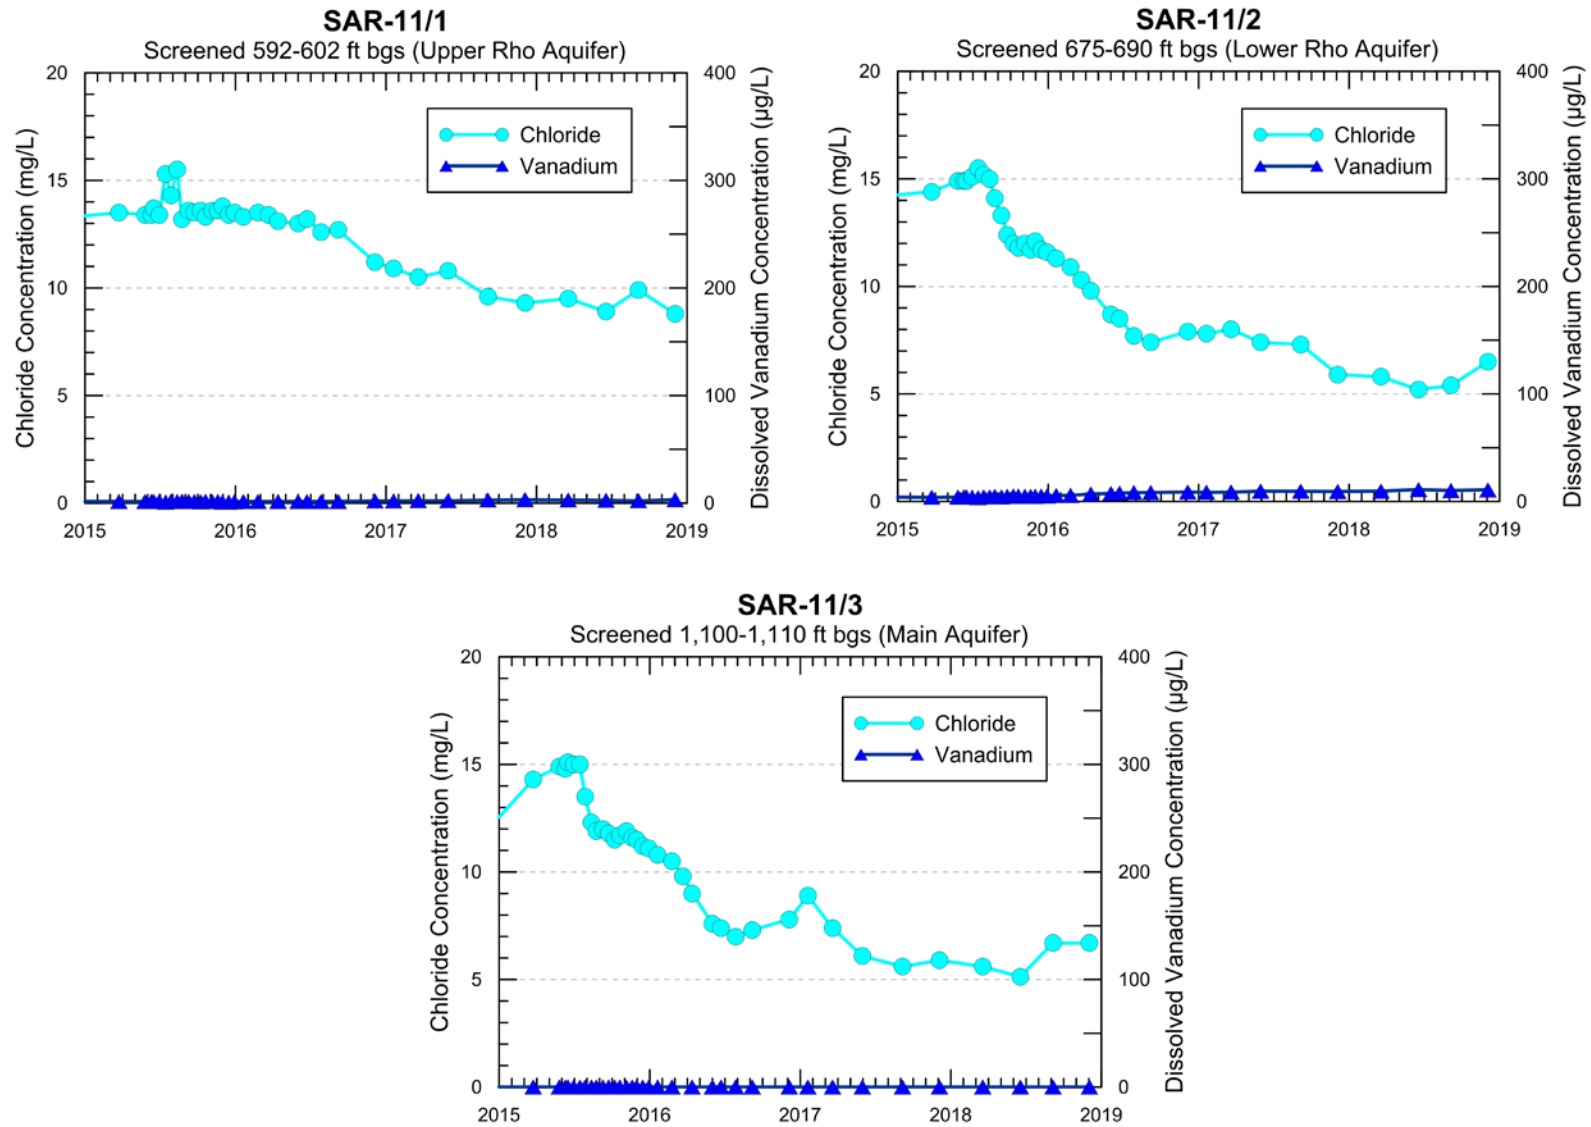 SAR-11/1
Screened 592-602 ft bgs (Upper Rho Aquifer)
20
15
10
5
0
Chloride Concentration (mg/L)
400
300
200
100
0
Dissolved Vanadium Concentration (µg/L)
Chloride
Vanadium
2015 2016 2017 2018 2019
SAR-11/2
Screened 675-690 ft bgs (Lower Rho Aquifer)
20
15
10
5
0
Chloride Concentration (mg/L)
400
300
200
100
0
Dissolved Vanadium Concentration (µg/L)
Chloride
Vanadium
2015 2016 2017 2018 2019
SAR-11/3
Screened 1,100-1,110 ft bgs (Main Aquifer)
20
15
10
5
0
Chloride Concentration (mg/L)
400
300
200
100
0
Dissolved Vanadium Concentration (µg/L)
Chloride
Vanadium
2015 2016 2017 2018 2019